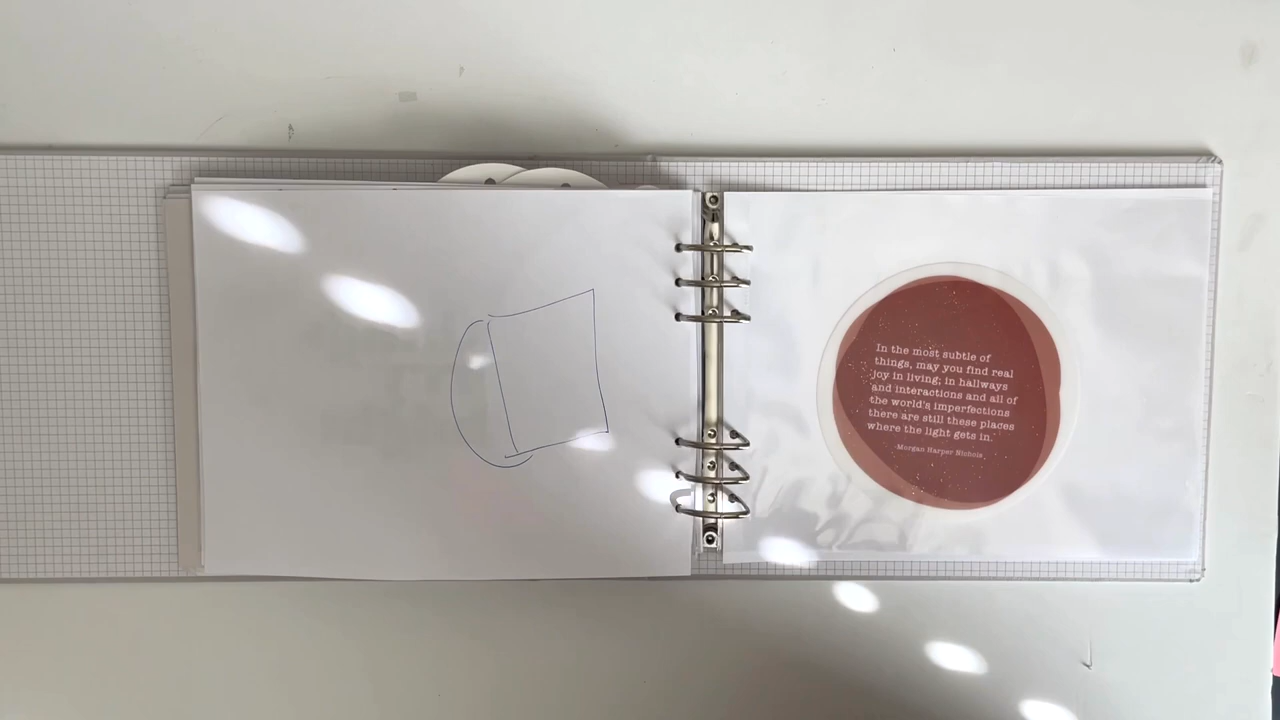 In the most subtle of
things, may you find real
joy in living; in hallways
and interactions and all of
the world's imperfections
there are still these places
where the light gets in.
-Morgan Harper Nichols